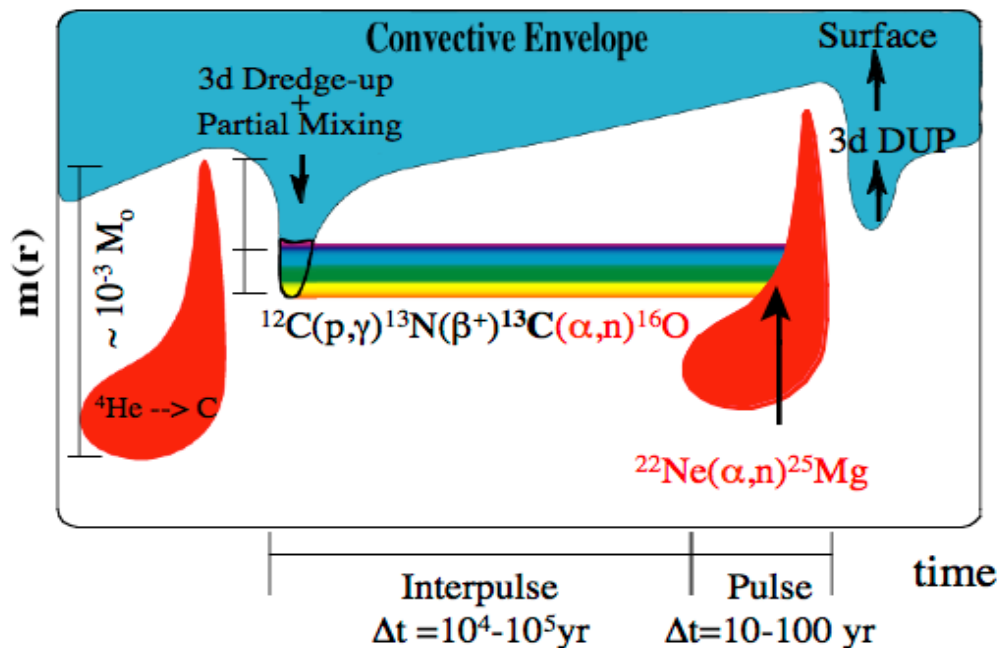 Convective Envelope
Surface
3d Dredge-up
+
Partial Mixing
3d DUP
m(r)
~ 10⁻³ Mₒ
¹²C(p,γ)¹³N(β⁺)¹³C(α,n)¹⁶O
⁴He --> C
²²Ne(α,n)²⁵Mg
time
Interpulse
Δt =10⁴-10⁵yr
Pulse
Δt=10-100 yr